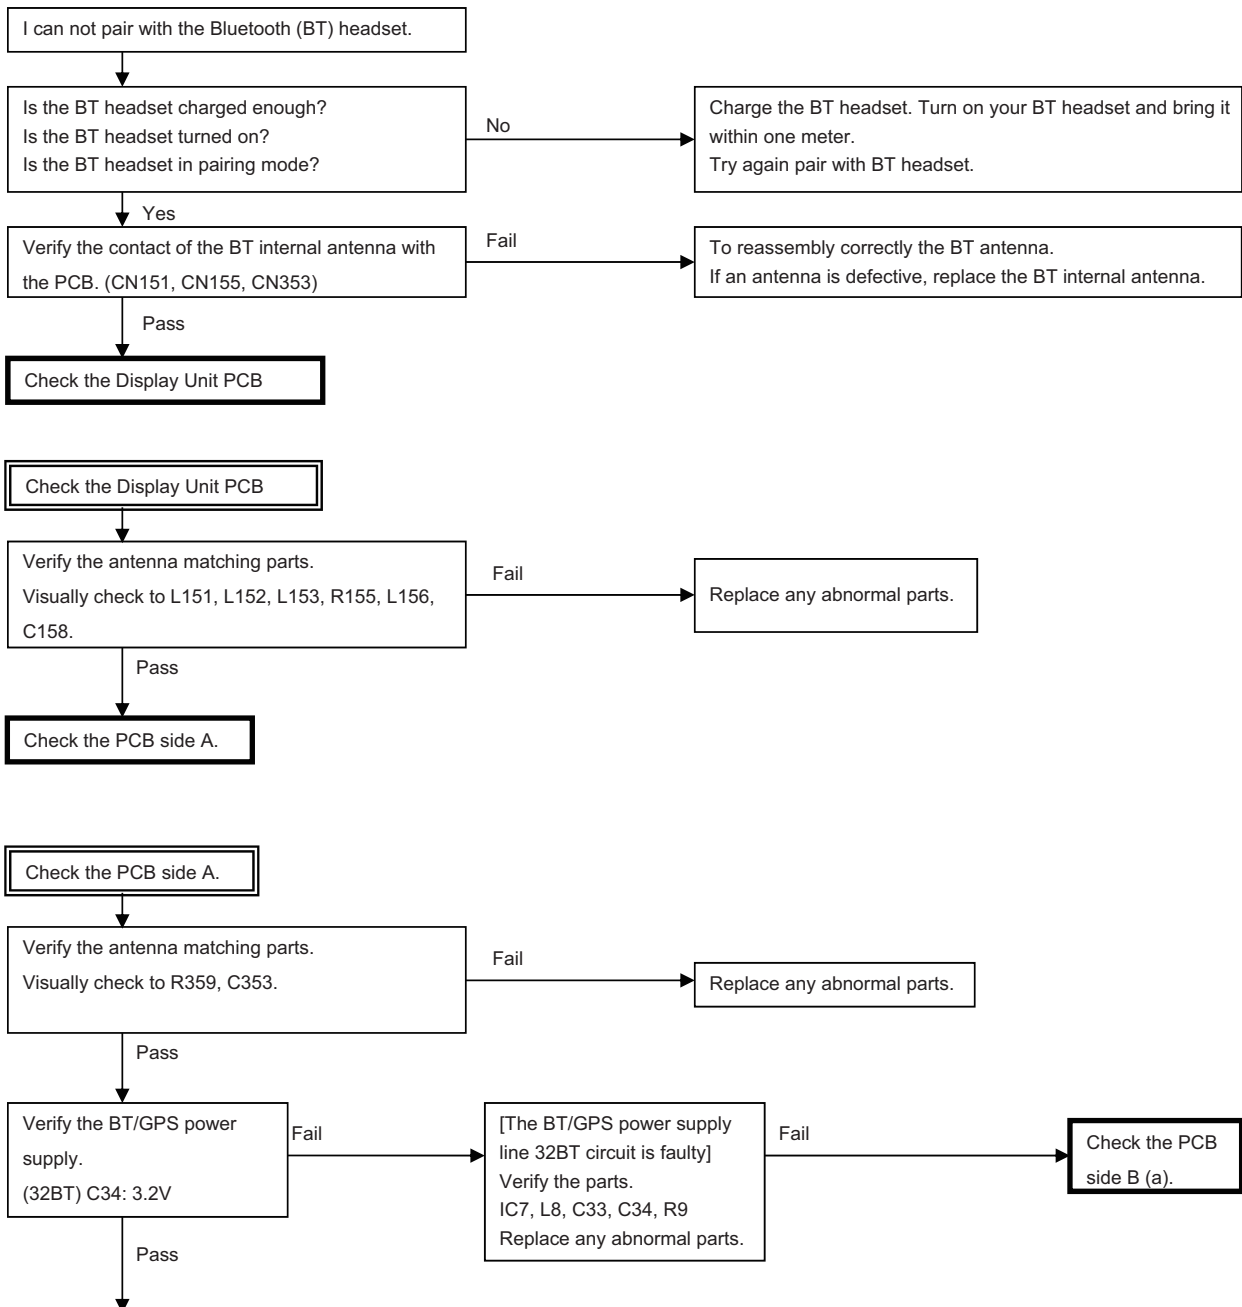 I can not pair with the Bluetooth (BT) headset.
Is the BT headset charged enough?
Is the BT headset turned on?
Is the BT headset in pairing mode?
No
Charge the BT headset. Turn on your BT headset and bring it
within one meter.
Try again pair with BT headset.
Yes
Verify the contact of the BT internal antenna with
the PCB. (CN151, CN155, CN353)
Fail
To reassembly correctly the BT antenna.
If an antenna is defective, replace the BT internal antenna.
Pass
Check the Display Unit PCB
Check the Display Unit PCB
Verify the antenna matching parts.
Visually check to L151, L152, L153, R155, L156,
C158.
Fail
Replace any abnormal parts.
Pass
Check the PCB side A.
Check the PCB side A.
Verify the antenna matching parts.
Visually check to R359, C353.
Fail
Replace any abnormal parts.
Pass
Verify the BT/GPS power
supply.
(32BT) C34: 3.2V
Fail
[The BT/GPS power supply
line 32BT circuit is faulty]
Verify the parts.
IC7, L8, C33, C34, R9
Replace any abnormal parts.
Fail
Check the PCB
side B (a).
Pass